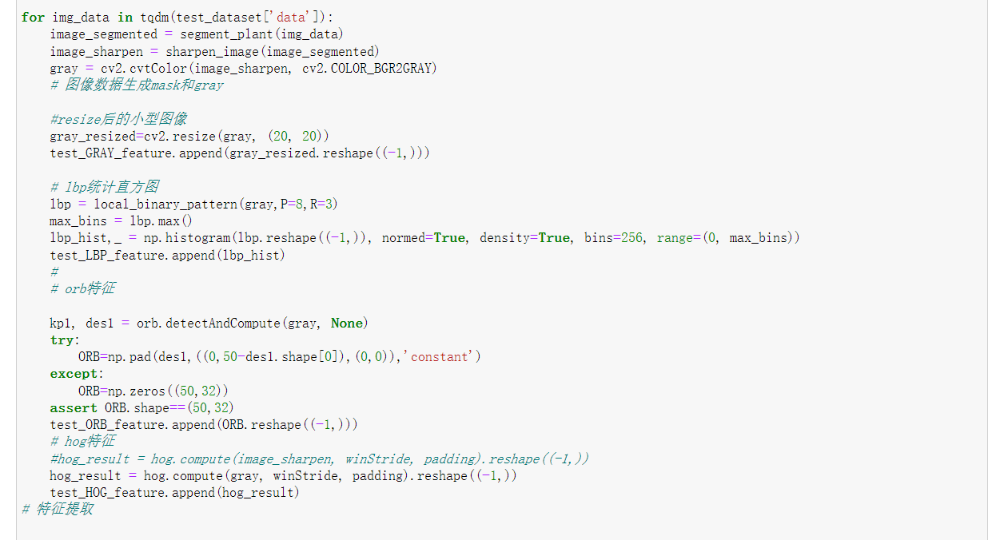 for img_data in tqdm(test_dataset['data']):
    image_segmented = segment_plant(img_data)
    image_sharpen = sharpen_image(image_segmented)
    gray = cv2.cvtColor(image_sharpen, cv2.COLOR_BGR2GRAY)
    # 图像数据生成mask和gray

    #resize后的小型图像
    gray_resized=cv2.resize(gray, (20, 20))
    test_GRAY_feature.append(gray_resized.reshape((-1,)))

    # lbp统计直方图
    lbp = local_binary_pattern(gray,P=8,R=3)
    max_bins = lbp.max()
    lbp_hist,_ = np.histogram(lbp.reshape((-1,)), normed=True, density=True, bins=256, range=(0, max_bins))
    test_LBP_feature.append(lbp_hist)
    #
    # orb特征

    kp1, des1 = orb.detectAndCompute(gray, None)
    try:
        ORB=np.pad(des1,((0,50-des1.shape[0]),(0,0)),'constant')
    except:
        ORB=np.zeros((50,32))
    assert ORB.shape==(50,32)
    test_ORB_feature.append(ORB.reshape((-1,)))
    # hog特征
    #hog_result = hog.compute(image_sharpen, winStride, padding).reshape((-1,))
    hog_result = hog.compute(gray, winStride, padding).reshape((-1,))
    test_HOG_feature.append(hog_result)
# 特征提取